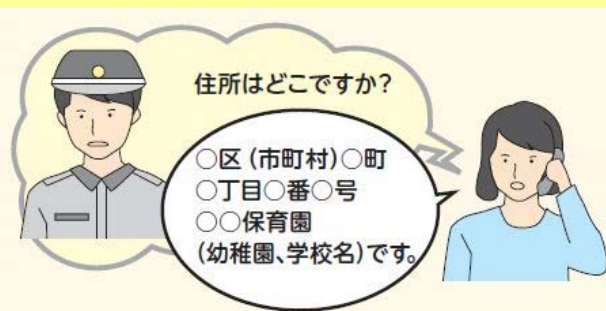 住所はどこですか?
○区(市町村)○町
○丁目○番○号
○○保育園
(幼稚園、学校名)です。